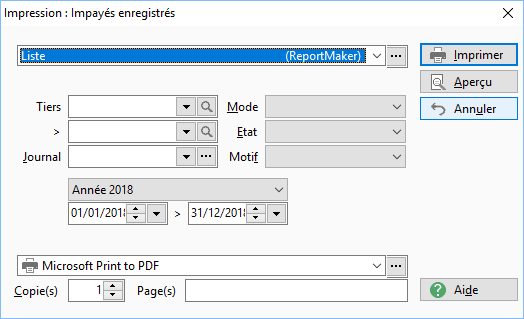 Impression : Impayés enregistrés
Liste (ReportMaker)
Imprimer
Aperçu
Annuler
Tiers
Mode
>
Etat
Journal
Motif
Année 2018
01/01/2018 > 31/12/2018
Microsoft Print to PDF
Copie(s) 1 Page(s)
Aide